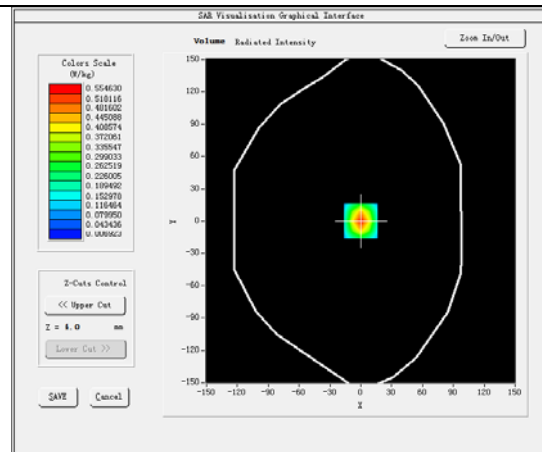 SAR Visualisation Graphical Interface
Volume Radiated Intensity
Zoom In/Out
Colors Scale
(W/kg)
0.554630
0.518116
0.481602
0.445088
0.408574
0.372061
0.335547
0.299033
0.262519
0.226005
0.189492
0.152978
0.116464
0.079950
0.043436
0.006923
Z-Cuts Control
<< Upper Cut
Z = 4.0 mm
Lower Cut >>
SAVE
Cancel
150
120
90
60
30
0
-30
-60
-90
-120
-150
Y
-150 -120 -90 -60 -30 0 30 60 90 120 150
X